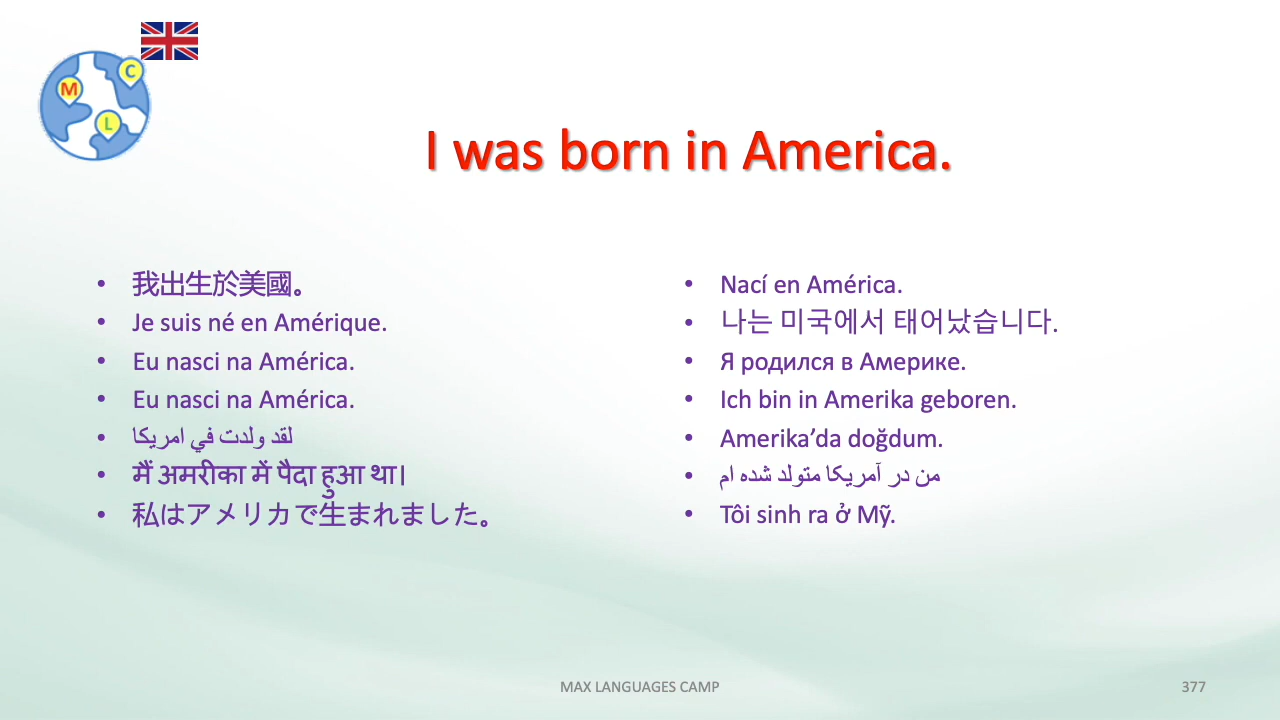 C
M
L
I was born in America.
• 我出生於美國。
• Je suis né en Amérique.
• Eu nasci na América.
• Eu nasci na América.
• لقد ولدت في امريكا
• मैं अमरीका में पैदा हुआ था।
• 私はアメリカで生まれました。
• Nací en América.
• 나는 미국에서 태어났습니다.
• Я родился в Америке.
• Ich bin in Amerika geboren.
• Amerika’da doğdum.
• من در آمریکا متولد شده ام
• Tôi sinh ra ở Mỹ.
MAX LANGUAGES CAMP
377